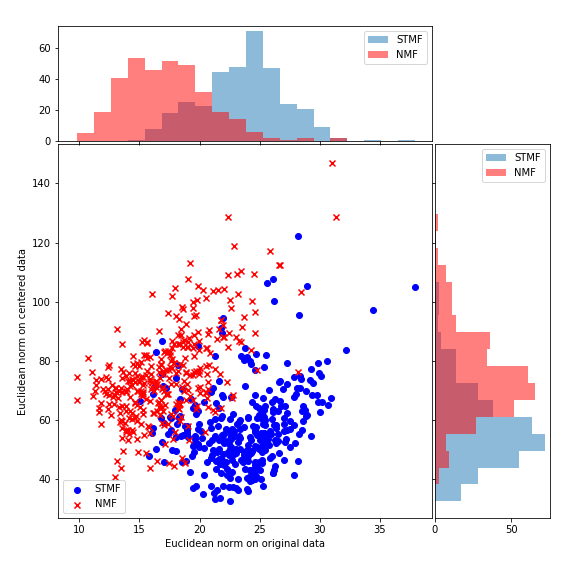 STMF
NMF
60
40
20
0
STMF
NMF
140
120
100
80
60
40
Euclidean norm on centered data
STMF
NMF
10
15
20
25
30
35
Euclidean norm on original data
0
50